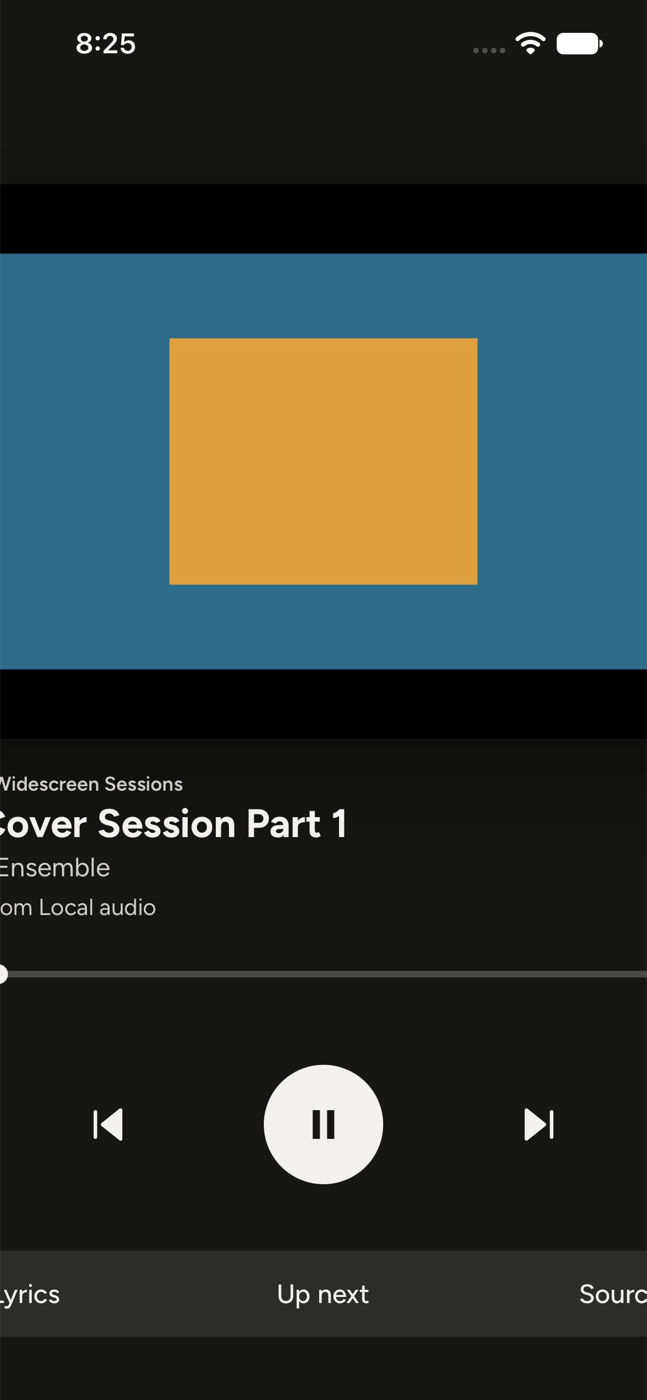 8:25
Widescreen Sessions
Cover Session Part 1
Ensemble
om Local audio
Lyrics
Up next
Sourc